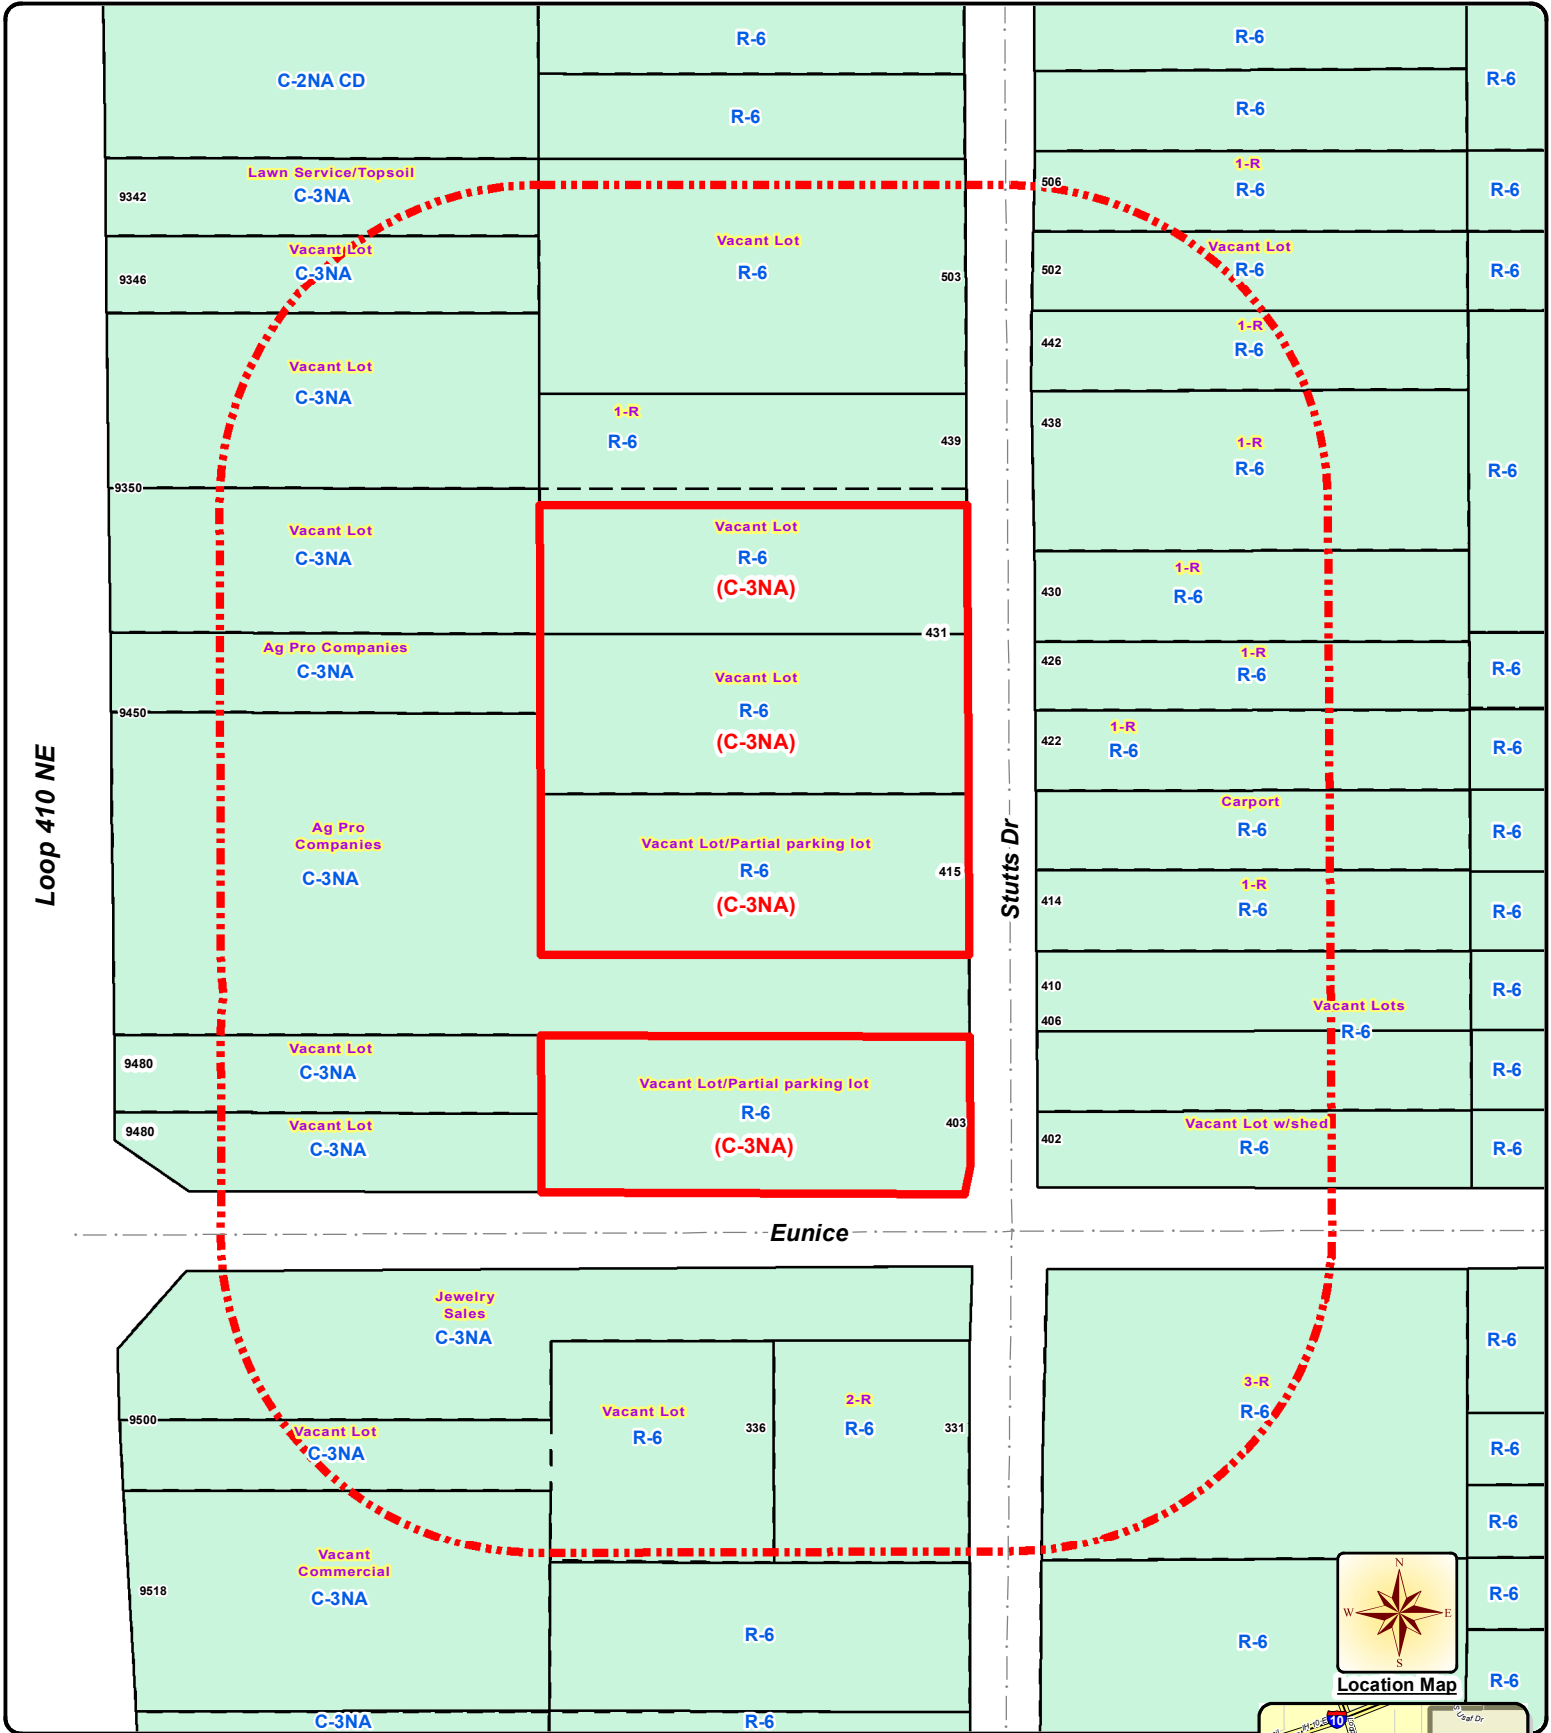 R-6
R-6
C-2NA CD
R-6
R-6
R-6
R-6
Lawn Service/Topsoil
C-3NA
9342
506
1-R
R-6
R-6
Vacant Lot
C-3NA
9346
Vacant Lot
R-6
503
502
Vacant Lot
R-6
R-6
442
1-R
R-6
Vacant Lot
C-3NA
1-R
R-6
439
438
1-R
R-6
R-6
9350
Vacant Lot
C-3NA
Vacant Lot
R-6
(C-3NA)
430
1-R
R-6
431
Ag Pro Companies
C-3NA
426
1-R
R-6
R-6
Vacant Lot
R-6
(C-3NA)
9450
422
1-R
R-6
R-6
Loop 410 NE
Ag Pro
Companies
C-3NA
Vacant Lot/Partial parking lot
R-6
(C-3NA)
415
Stutts Dr
Carport
R-6
R-6
414
1-R
R-6
R-6
410
406
Vacant Lots
R-6
R-6
9480
Vacant Lot
C-3NA
Vacant Lot/Partial parking lot
R-6
(C-3NA)
403
R-6
9480
Vacant Lot
C-3NA
402
Vacant Lot w/shed
R-6
R-6
Eunice
Jewelry
Sales
C-3NA
R-6
9500
Vacant Lot
C-3NA
Vacant Lot
R-6
336
2-R
R-6
331
3-R
R-6
R-6
R-6
Vacant
Commercial
C-3NA
9518
R-6
R-6
R-6
R-6
N
W
E
S
Location Map
C-3NA
R-6
IH-10-E
10
S Usaf Dr